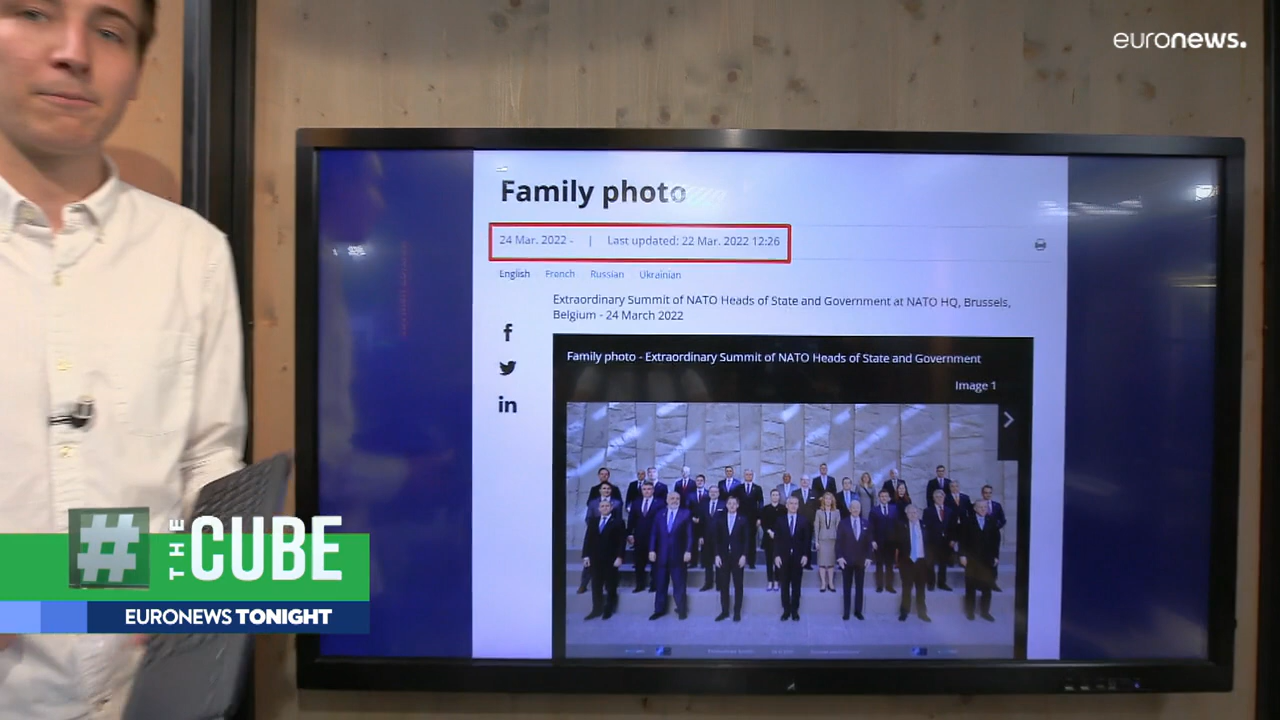 euronews.
Family photo
24 Mar. 2022 - | Last updated: 22 Mar. 2022 12:26
English French Russian Ukrainian
Extraordinary Summit of NATO Heads of State and Government at NATO HQ, Brussels,
Belgium - 24 March 2022
f
in
Family photo - Extraordinary Summit of NATO Heads of State and Government
Image 1
# THE CUBE
EURONEWS TONIGHT